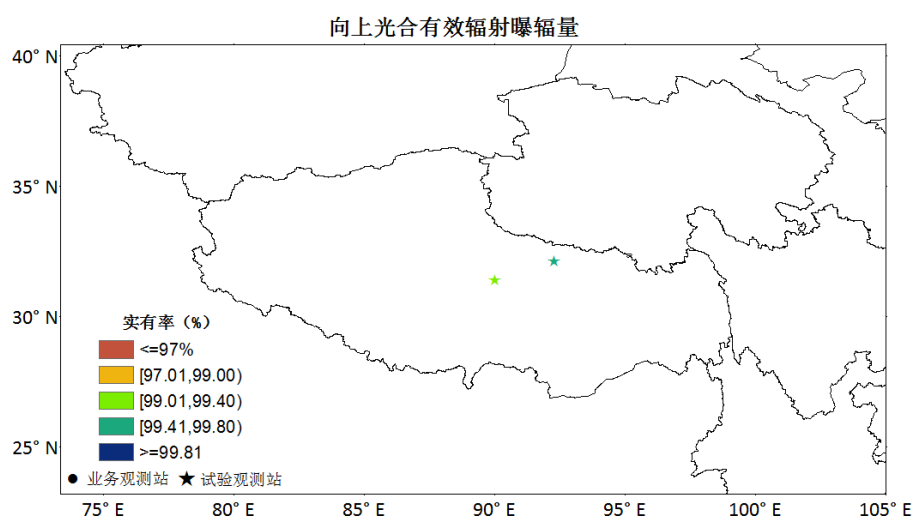 向上光合有效辐射曝辐量
40° N
35° N
30° N
25° N
实有率（%）
<=97%
[97.01,99.00)
[99.01,99.40)
[99.41,99.80)
>=99.81
● 业务观测站 ★ 试验观测站
75° E 80° E 85° E 90° E 95° E 100° E 105° E